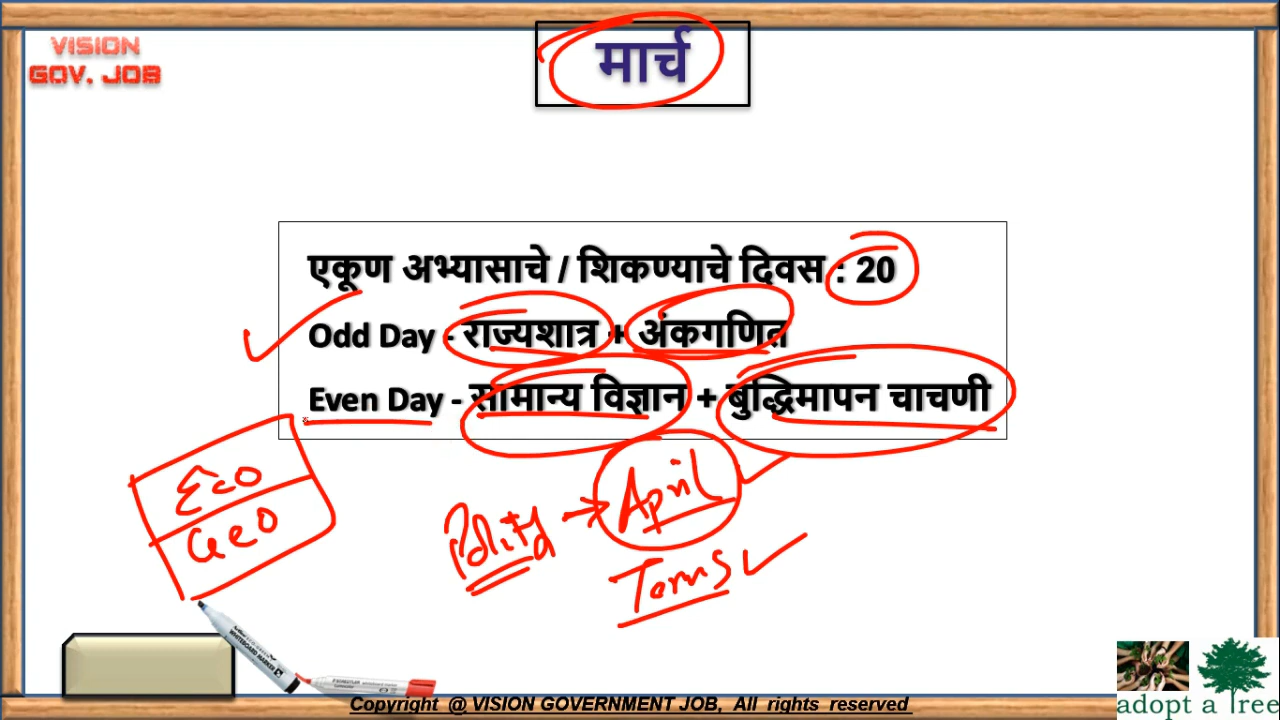 VISION
GOV. JOB
मार्च
एकूण अभ्यासाचे / शिकण्याचे दिवस : 20
Odd Day - राज्यशात्र + अंकगणित
Even Day - सामान्य विज्ञान + बुद्धिमापन चाचणी
Eco
Geo
Polity → April
Terms
Copyright @ VISION GOVERNMENT JOB, All rights reserved
adopt a Tree